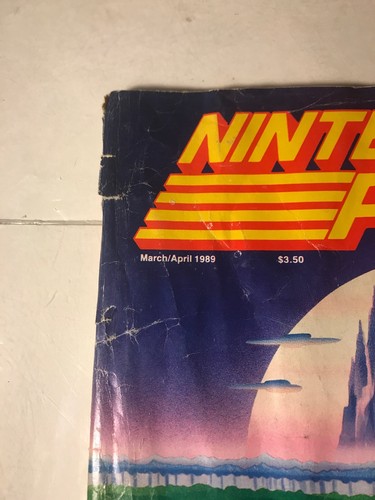 NINTE
P
March/April 1989 $3.50